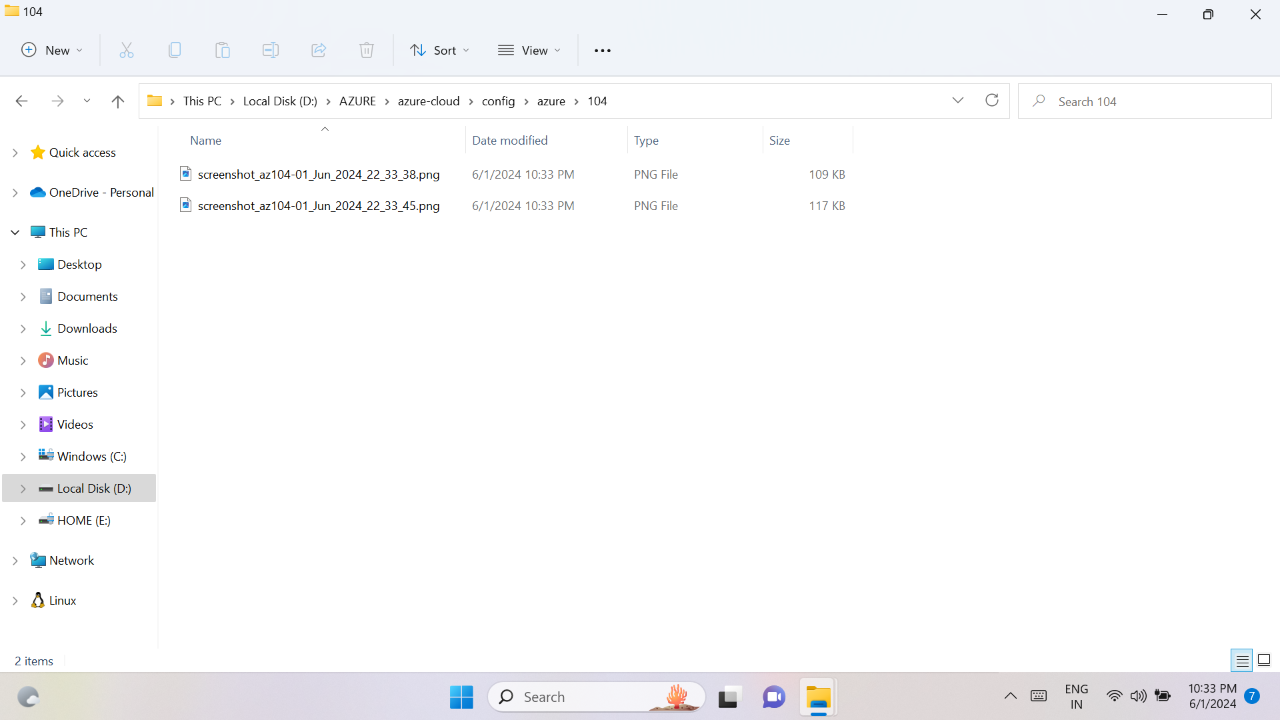 104
New
Sort
View
This PC
Local Disk (D:)
AZURE
azure-cloud
config
azure
104
Search 104
Name
Date modified
Type
Size
screenshot_az104-01_Jun_2024_22_33_38.png
6/1/2024 10:33 PM
PNG File
109 KB
screenshot_az104-01_Jun_2024_22_33_45.png
6/1/2024 10:33 PM
PNG File
117 KB
Quick access
OneDrive - Personal
This PC
Desktop
Documents
Downloads
Music
Pictures
Videos
Windows (C:)
Local Disk (D:)
HOME (E:)
Network
Linux
2 items
Search
ENG
IN
10:33 PM
6/1/2024
7